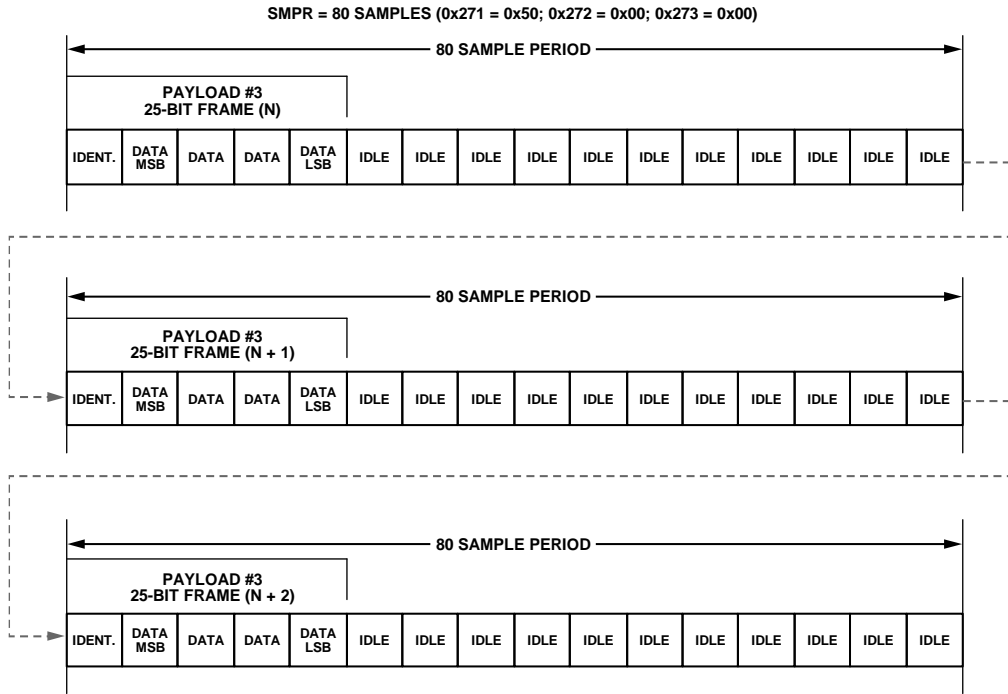 SMPR = 80 SAMPLES (0x271 = 0x50; 0x272 = 0x00; 0x273 = 0x00)
80 SAMPLE PERIOD
PAYLOAD #3
25-BIT FRAME (N)
IDENT. DATA MSB DATA DATA DATA LSB IDLE IDLE IDLE IDLE IDLE IDLE IDLE IDLE IDLE IDLE IDLE
80 SAMPLE PERIOD
PAYLOAD #3
25-BIT FRAME (N + 1)
IDENT. DATA MSB DATA DATA DATA LSB IDLE IDLE IDLE IDLE IDLE IDLE IDLE IDLE IDLE IDLE IDLE
80 SAMPLE PERIOD
PAYLOAD #3
25-BIT FRAME (N + 2)
IDENT. DATA MSB DATA DATA DATA LSB IDLE IDLE IDLE IDLE IDLE IDLE IDLE IDLE IDLE IDLE IDLE